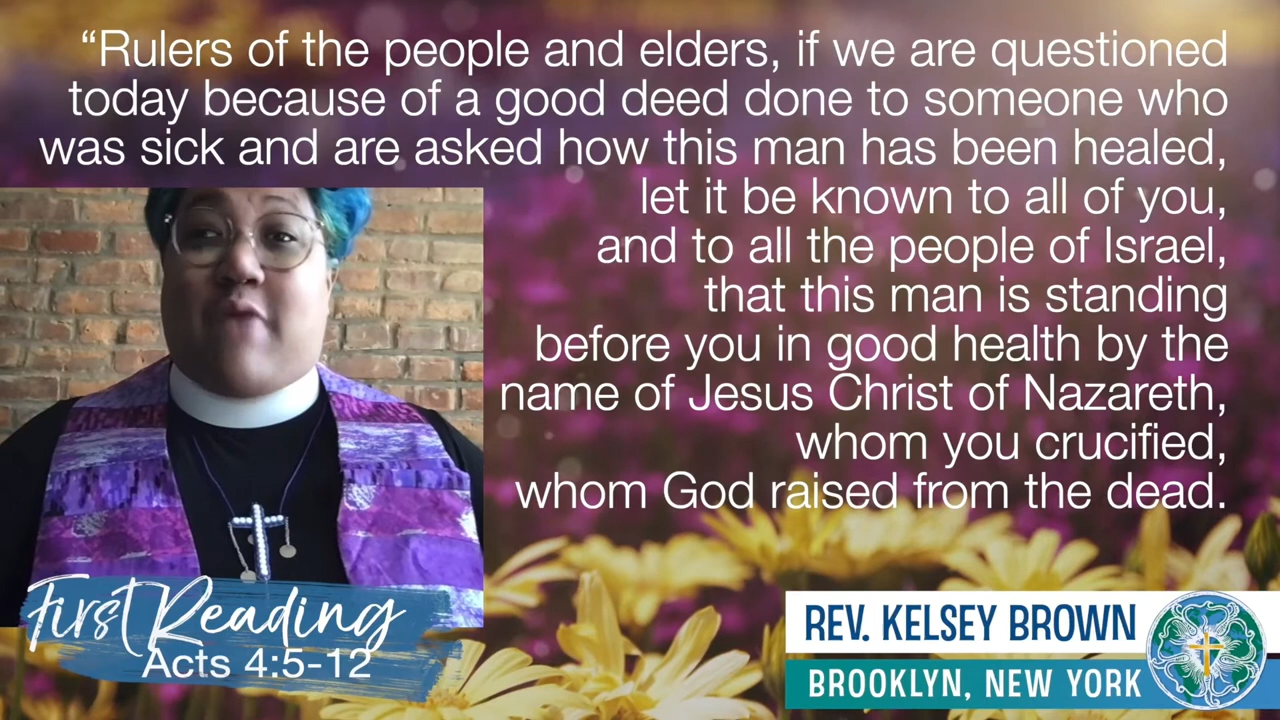 “Rulers of the people and elders, if we are questioned
today because of a good deed done to someone who
was sick and are asked how this man has been healed,
let it be known to all of you,
and to all the people of Israel,
that this man is standing
before you in good health by the
name of Jesus Christ of Nazareth,
whom you crucified,
whom God raised from the dead.
First Reading
Acts 4:5-12
REV. KELSEY BROWN
BROOKLYN, NEW YORK